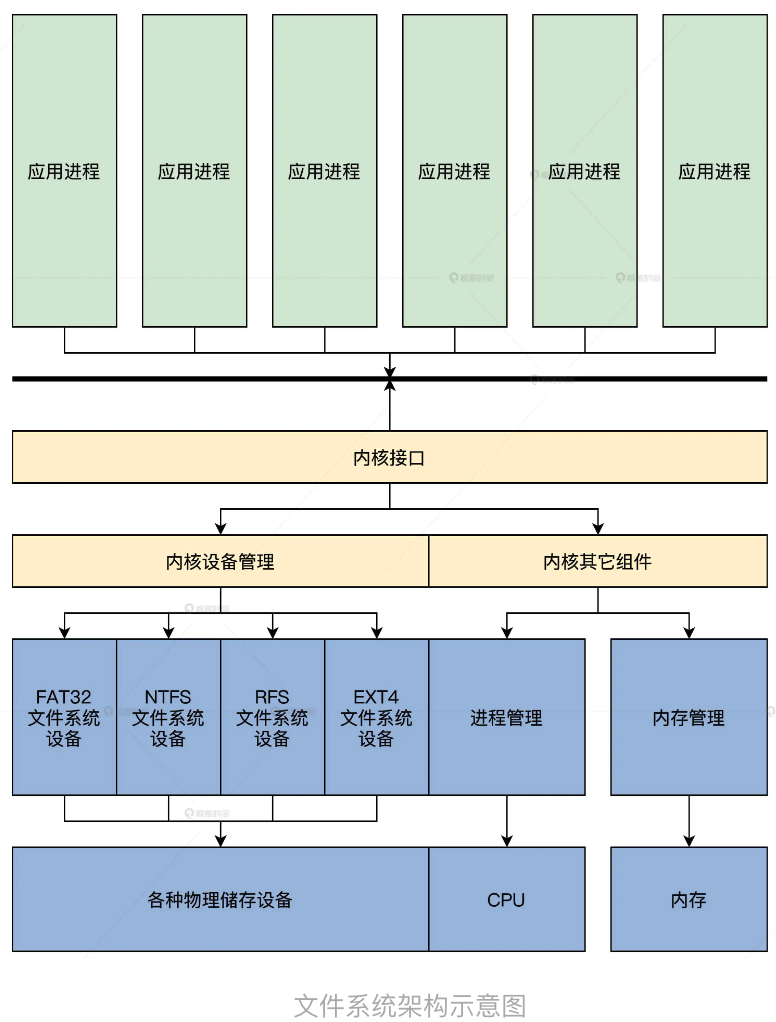 应用进程
应用进程
应用进程
应用进程
应用进程
应用进程
内核接口
内核设备管理
内核其它组件
FAT32
文件系统
设备
NTFS
文件系统
设备
RFS
文件系统
设备
EXT4
文件系统
设备
进程管理
内存管理
各种物理储存设备
CPU
内存
文件系统架构示意图